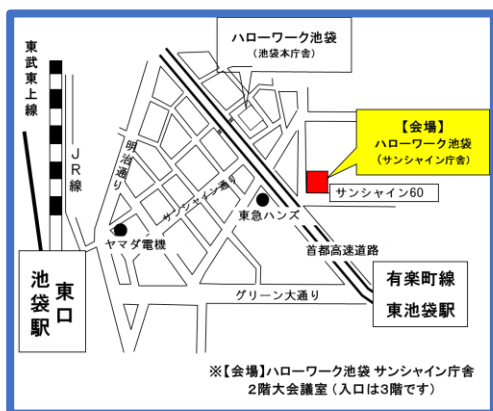 ハローワーク池袋
(池袋本庁舎)
東武東上線
JR線
明治通り
【会場】
ハローワーク池袋
(サンシャイン庁舎)
サンシャイン60
サンシャイン通り
東急ハンズ
ヤマダ電機
首都高速道路
東口
池袋駅
グリーン大通り
有楽町線
東池袋駅
※【会場】ハローワーク池袋 サンシャイン庁舎
2階大会議室(入口は3階です)